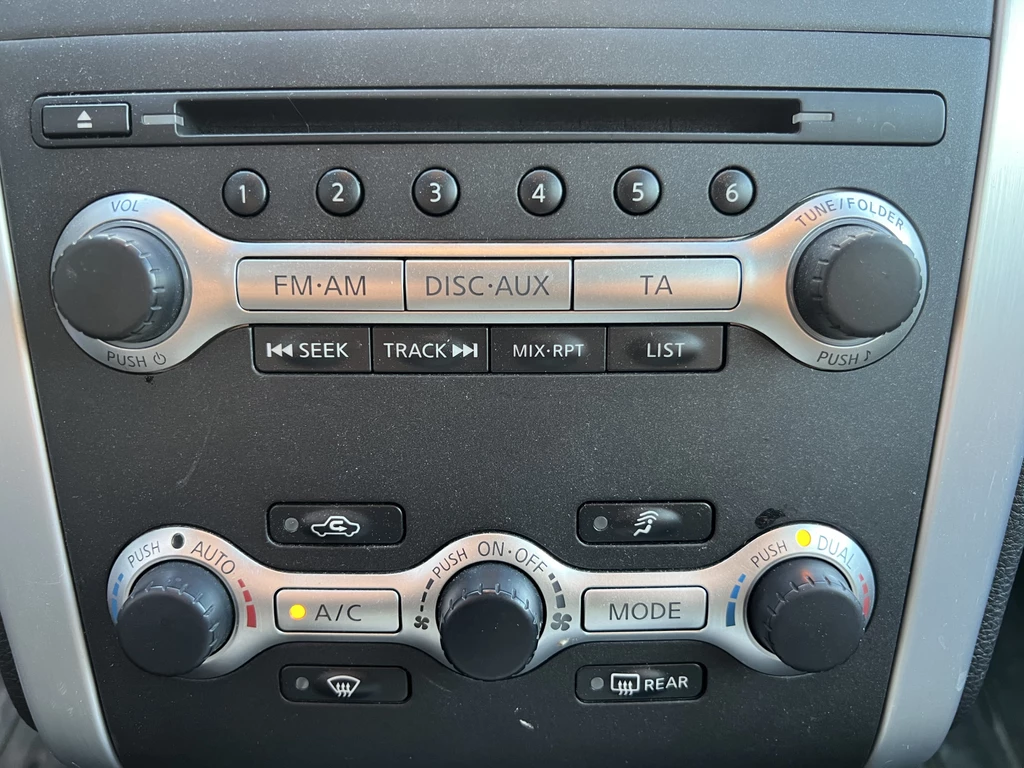 1 2 3 4 5 6
VOL
TUNE/FOLDER
FM·AM DISC·AUX TA
PUSH
SEEK TRACK MIX·RPT LIST
PUSH
PUSH AUTO
PUSH ON·OFF
PUSH DUAL
A/C
MODE
REAR